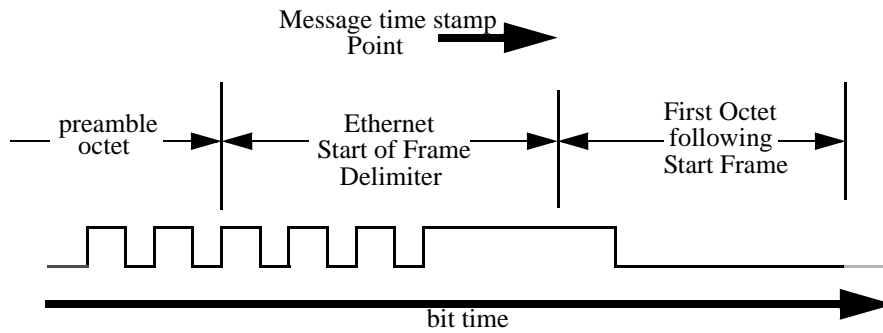 Message time stamp
Point
preamble
octet
Ethernet
Start of Frame
Delimiter
First Octet
following
Start Frame
bit time